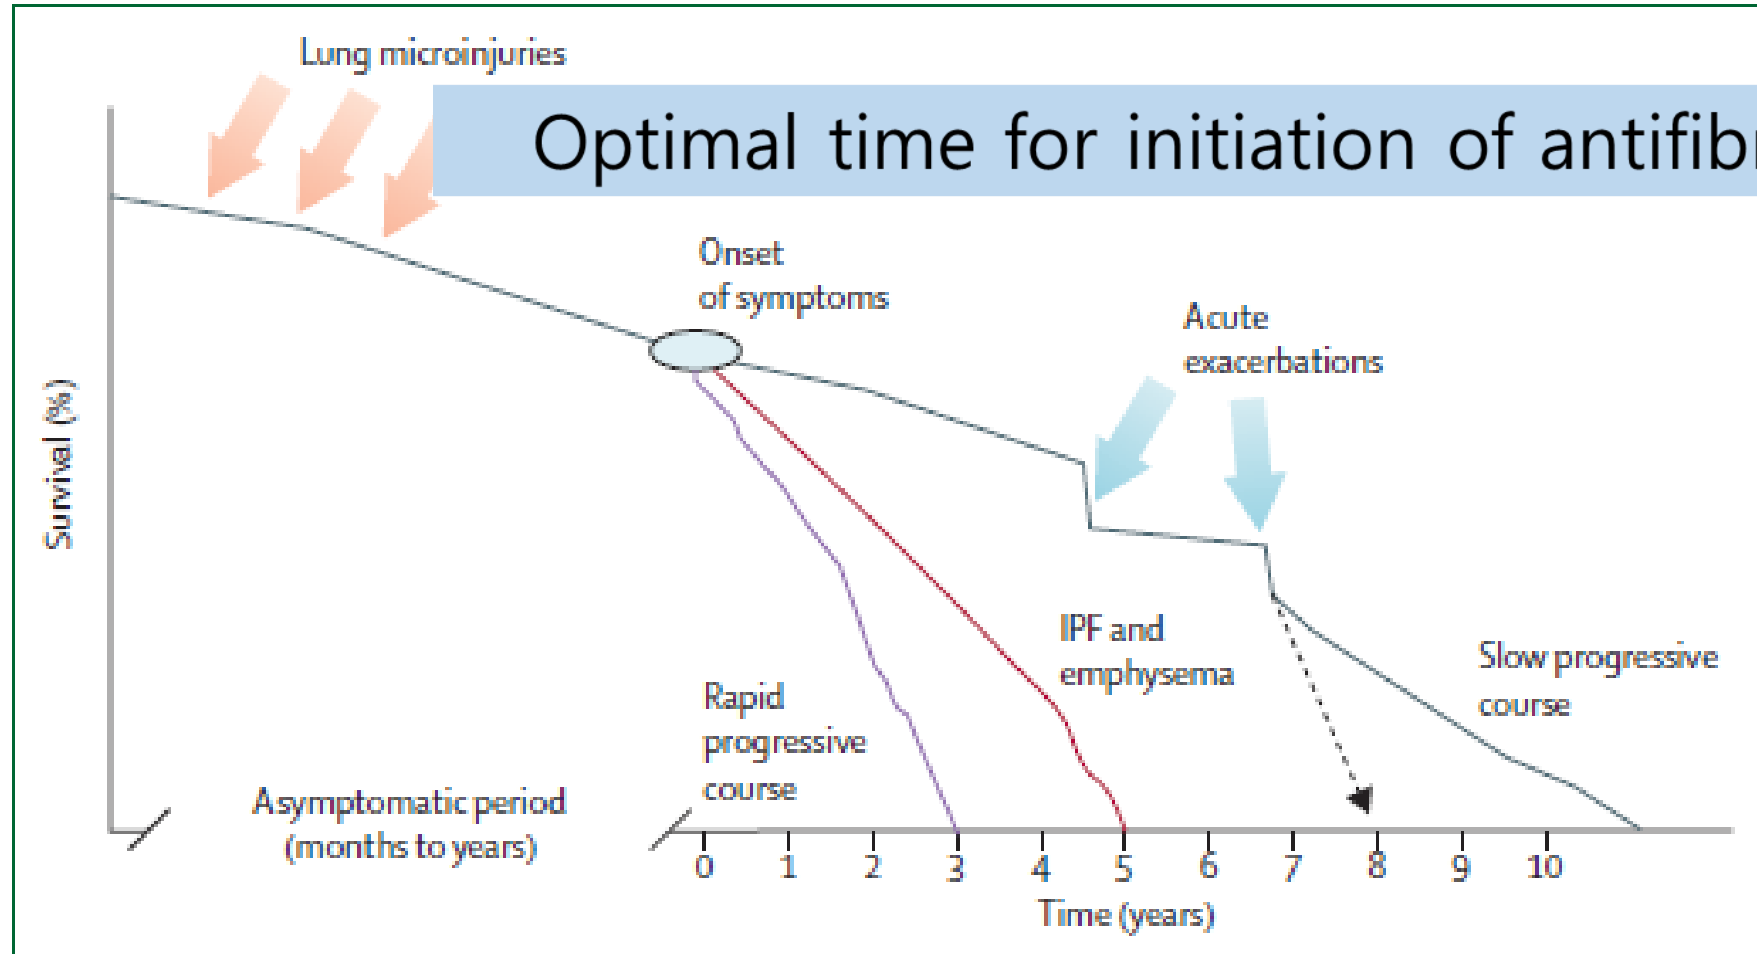 Lung microinjuries
Optimal time for initiation of antifibr
Onset
of symptoms
Acute
exacerbations
Survival (%)
IPF and
emphysema
Slow progressive
course
Rapid
progressive
course
Asymptomatic period
(months to years)
0 1 2 3 4 5 6 7 8 9 10
Time (years)